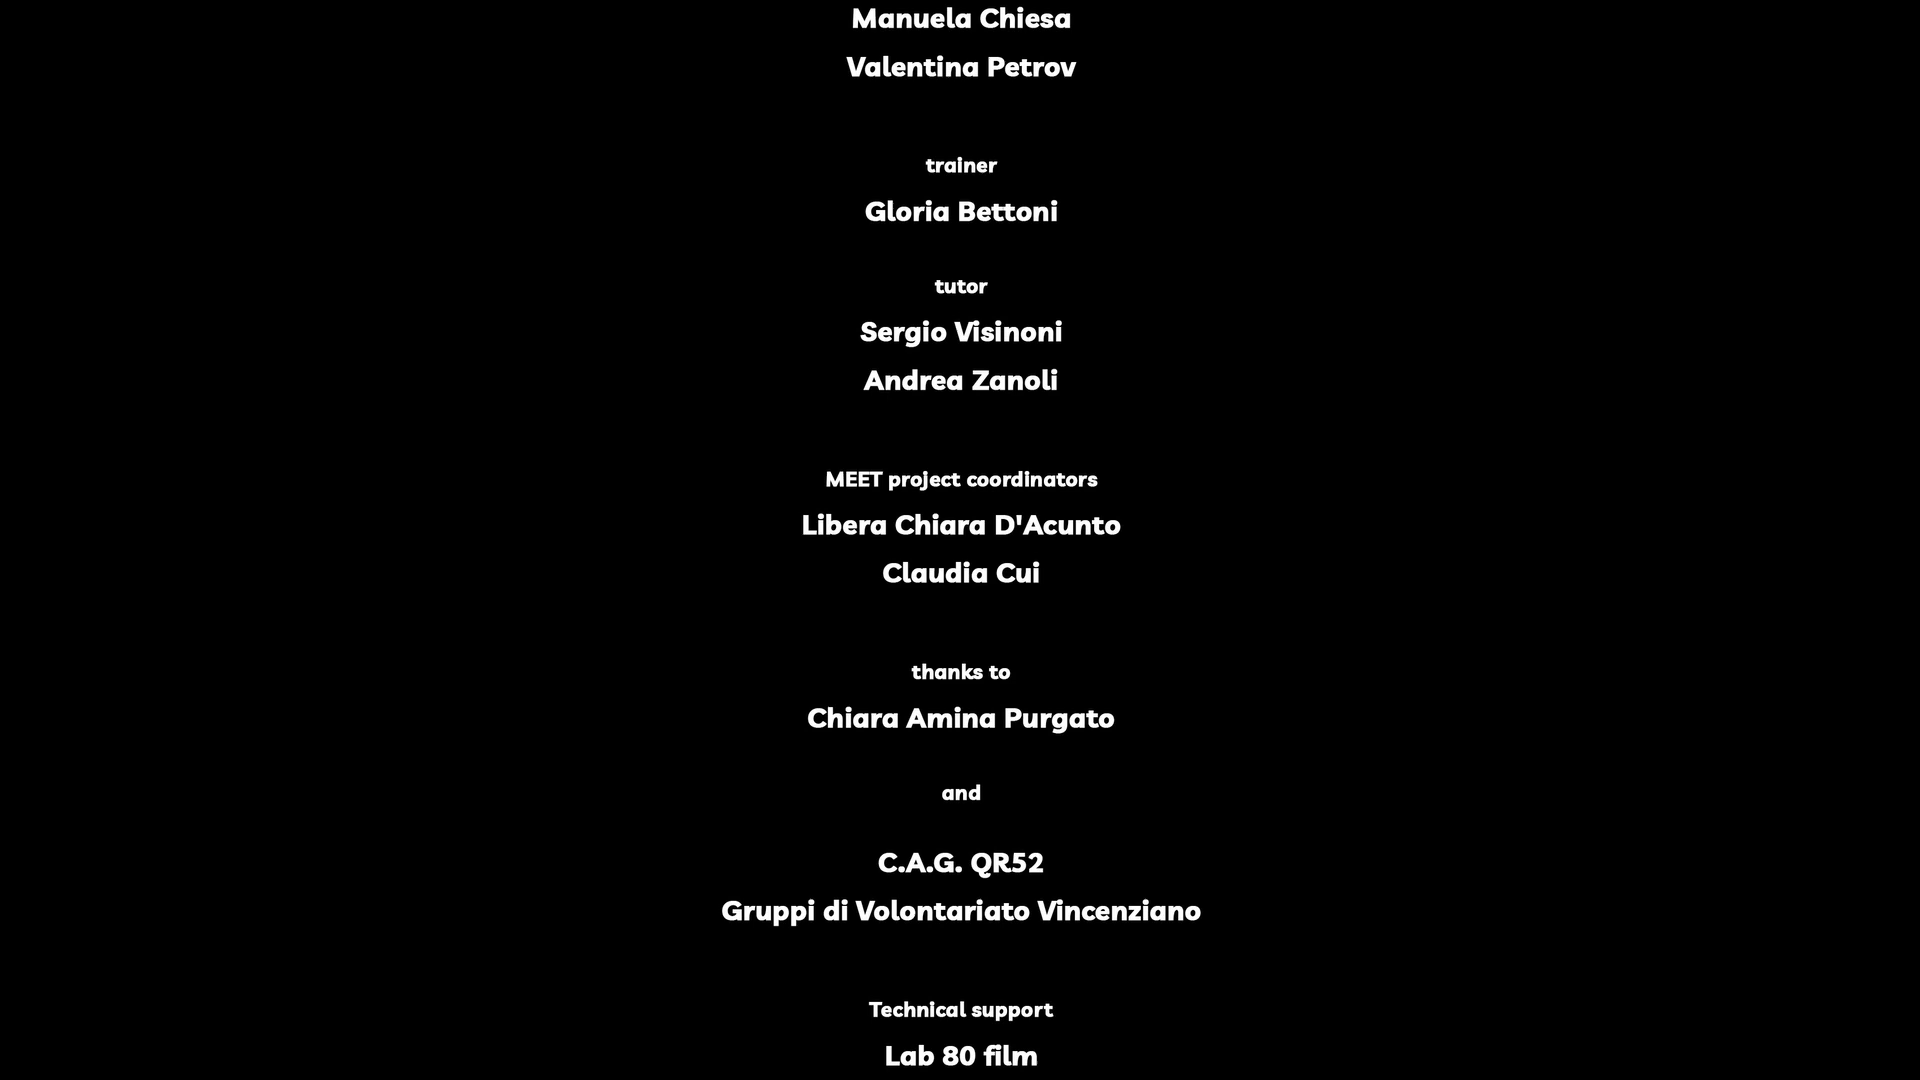 Manuela Chiesa
Valentina Petrov
trainer
Gloria Bettoni
tutor
Sergio Visinoni
Andrea Zanoli
MEET project coordinators
Libera Chiara D'Acunto
Claudia Cui
thanks to
Chiara Amina Purgato
and
C.A.G. QR52
Gruppi di Volontariato Vincenziano
Technical support
Lab 80 film